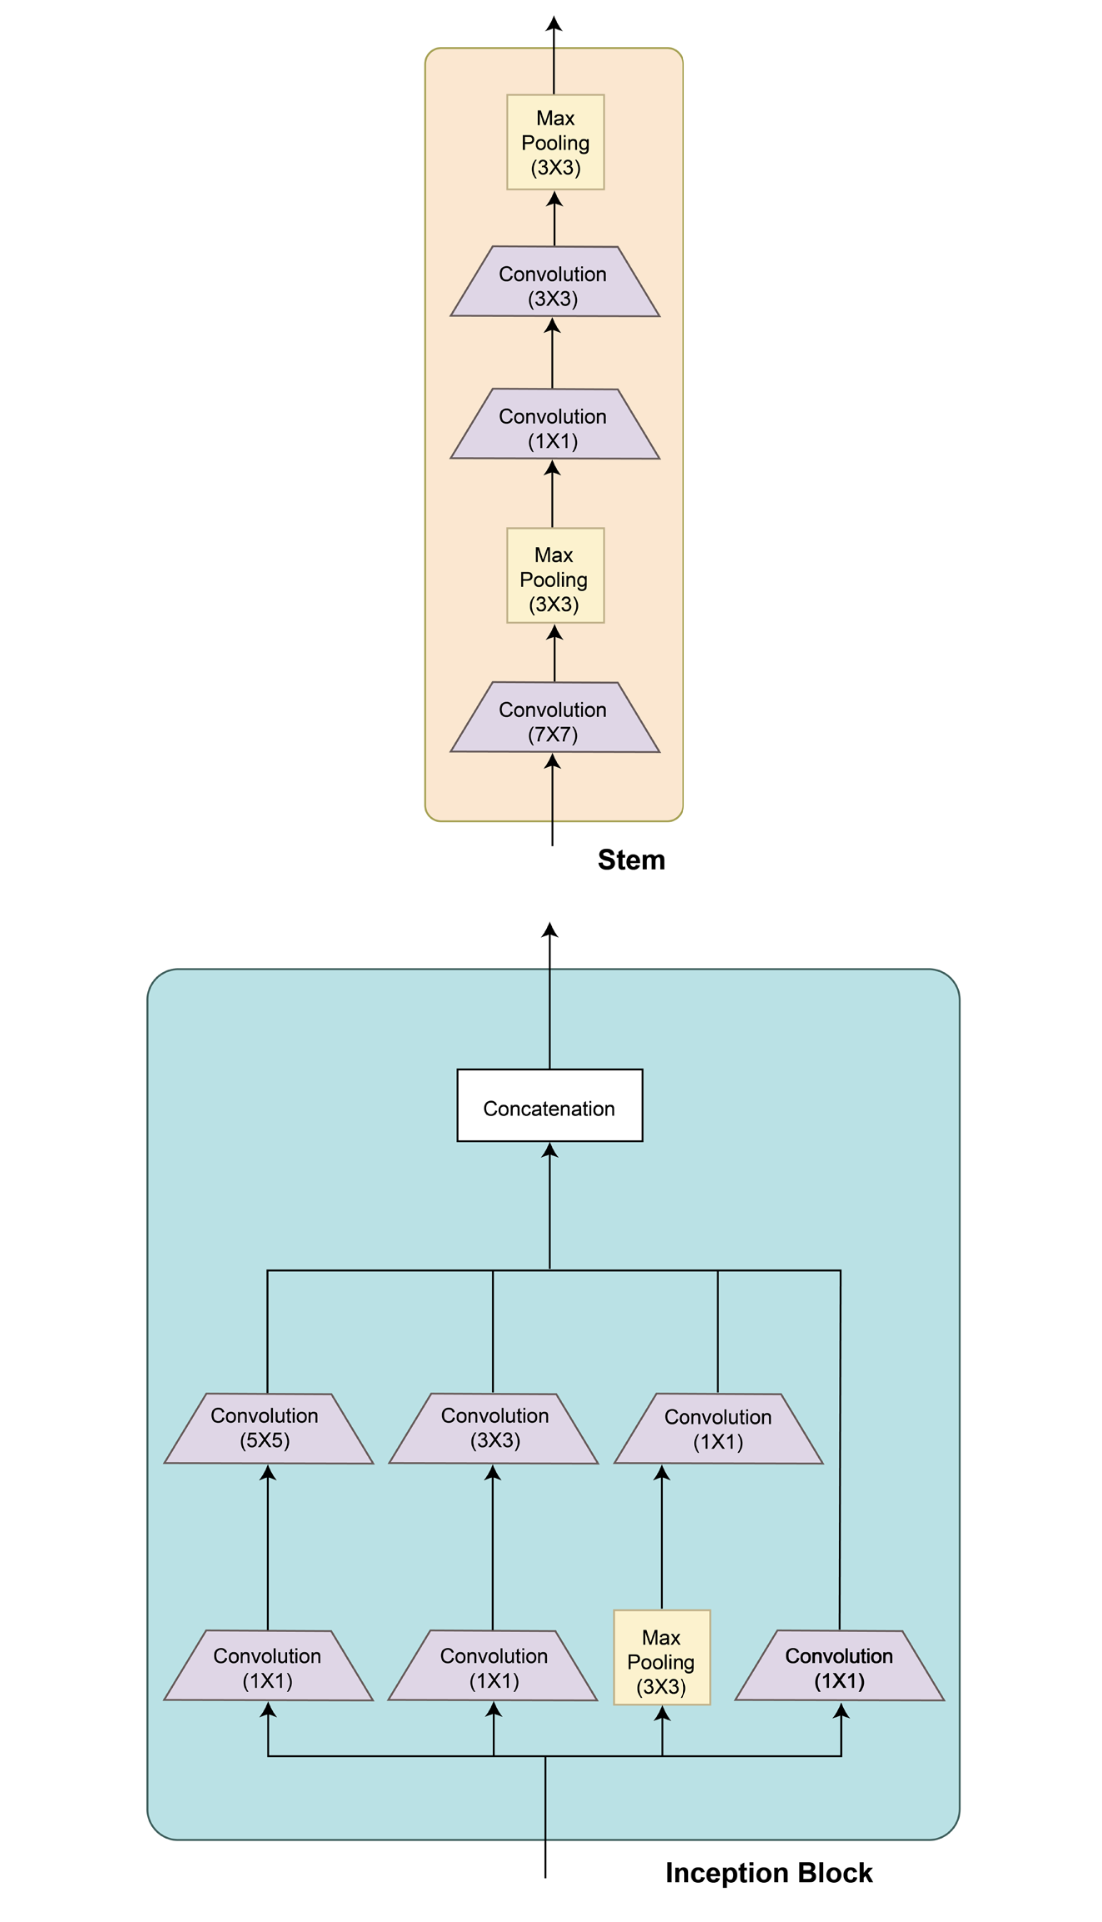 Max
Pooling
(3X3)
Convolution
(3X3)
Convolution
(1X1)
Max
Pooling
(3X3)
Convolution
(7X7)
Stem
Concatenation
Convolution
(5X5)
Convolution
(3X3)
Convolution
(1X1)
Convolution
(1X1)
Convolution
(1X1)
Max
Pooling
(3X3)
Convolution
(1X1)
Inception Block